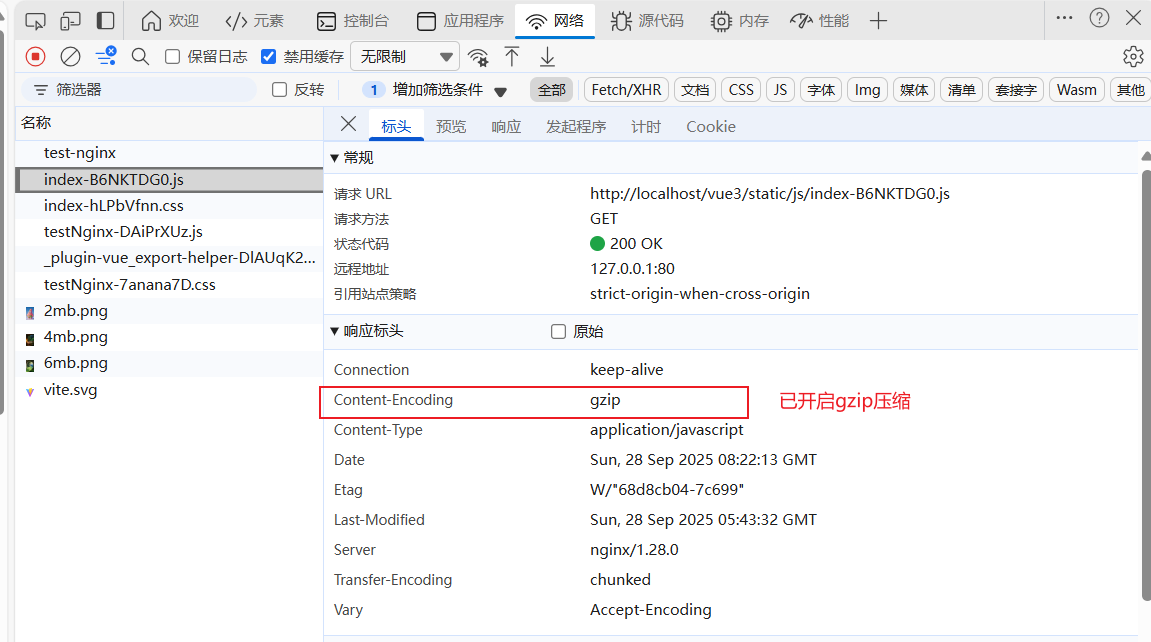 欢迎 元素 控制台 应用程序 网络 源代码 内存 性能
保留日志 禁用缓存 无限制
筛选器 反转 1 增加筛选条件 全部 Fetch/XHR 文档 CSS JS 字体 Img 媒体 清单 套接字 Wasm 其他
名称 标头 预览 响应 发起程序 计时 Cookie
test-nginx
index-B6NKTDG0.js
index-hLPbVfnn.css
testNginx-DAiPrXUz.js
_plugin-vue_export-helper-DlAUqK2...
testNginx-7anana7D.css
2mb.png
4mb.png
6mb.png
vite.svg
常规
请求 URL http://localhost/vue3/static/js/index-B6NKTDG0.js
请求方法 GET
状态代码 200 OK
远程地址 127.0.0.1:80
引用站点策略 strict-origin-when-cross-origin
响应标头 原始
Connection keep-alive
Content-Encoding gzip 已开启gzip压缩
Content-Type application/javascript
Date Sun, 28 Sep 2025 08:22:13 GMT
Etag W/"68d8cb04-7c699"
Last-Modified Sun, 28 Sep 2025 05:43:32 GMT
Server nginx/1.28.0
Transfer-Encoding chunked
Vary Accept-Encoding